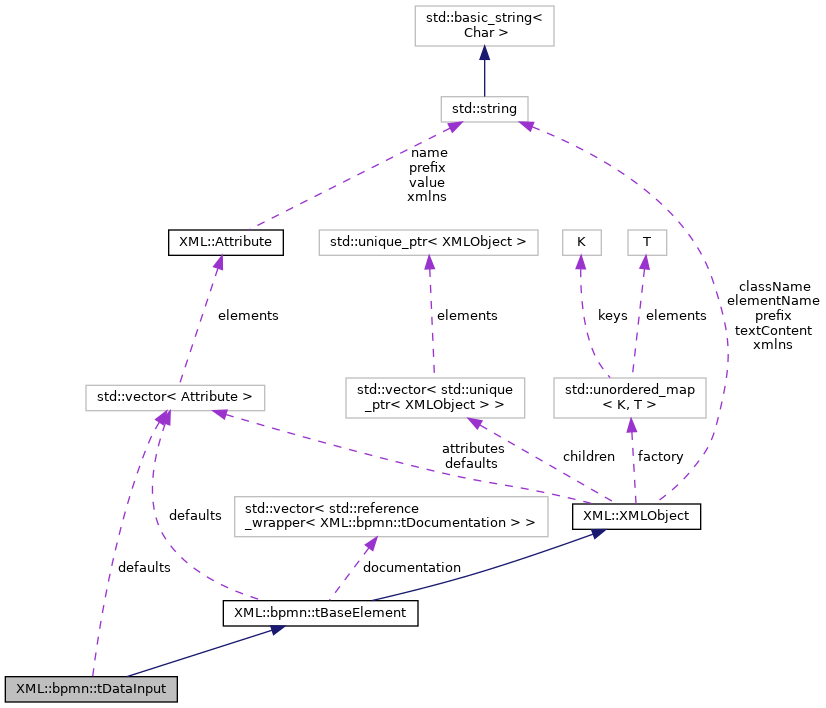 std::basic_string<
Char >
std::string
name
prefix
value
xmlns
XML::Attribute
std::unique_ptr< XMLObject >
K
T
className
elementName
prefix
textContent
xmlns
elements
elements
keys
elements
std::vector< Attribute >
std::vector< std::unique
_ptr< XMLObject > >
std::unordered_map
< K, T >
attributes
defaults
children
factory
std::vector< std::reference
_wrapper< XML::bpmn::tDocumentation > >
XML::XMLObject
defaults
defaults
documentation
XML::bpmn::tBaseElement
XML::bpmn::tDataInput